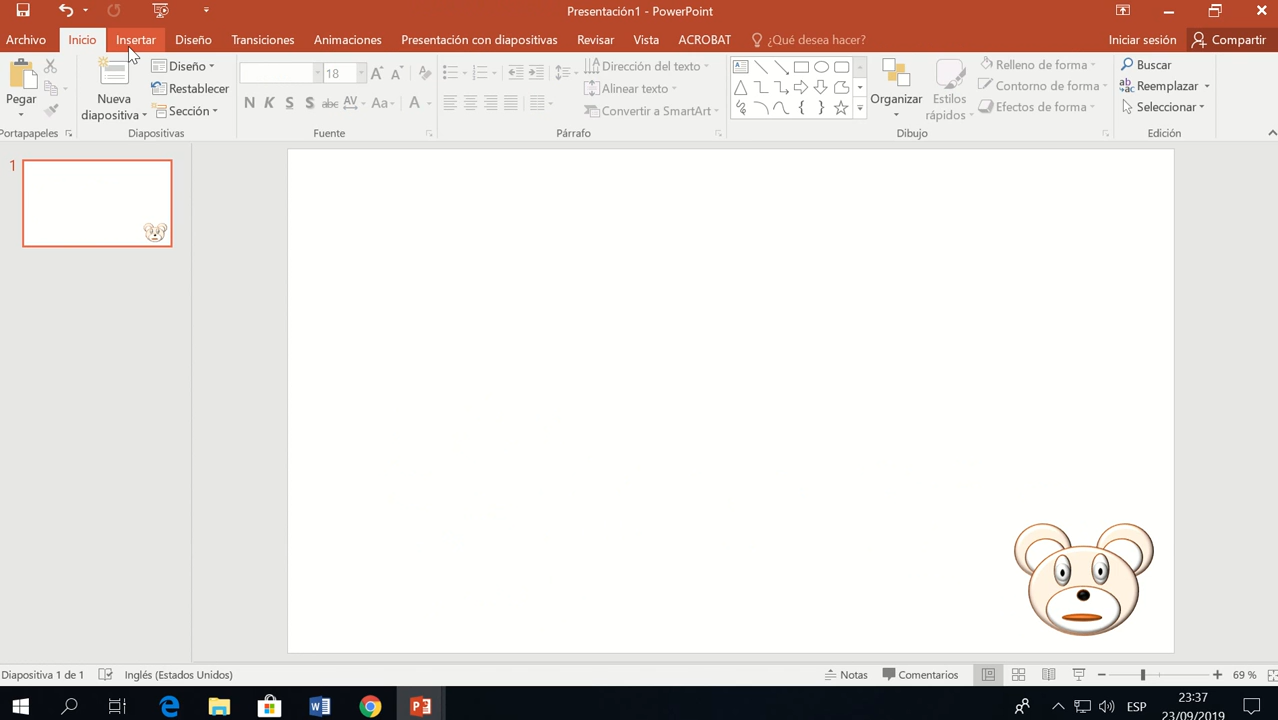 Presentación1 - PowerPoint
Archivo Inicio Insertar Diseño Transiciones Animaciones Presentación con diapositivas Revisar Vista ACROBAT ¿Qué desea hacer? Iniciar sesión Compartir
Pegar
Nueva diapositiva
Diseño
Restablecer
Sección
18
N K S S abc AV Aa A
Dirección del texto
Alinear texto
Convertir a SmartArt
Organizar
Estilos rápidos
Relleno de forma
Contorno de forma
Efectos de forma
Buscar
Reemplazar
Seleccionar
Portapapeles Diapositivas Fuente Párrafo Dibujo Edición
1
Diapositiva 1 de 1 Inglés (Estados Unidos) Notas Comentarios 69 %
ESP
23:37
23/09/2019